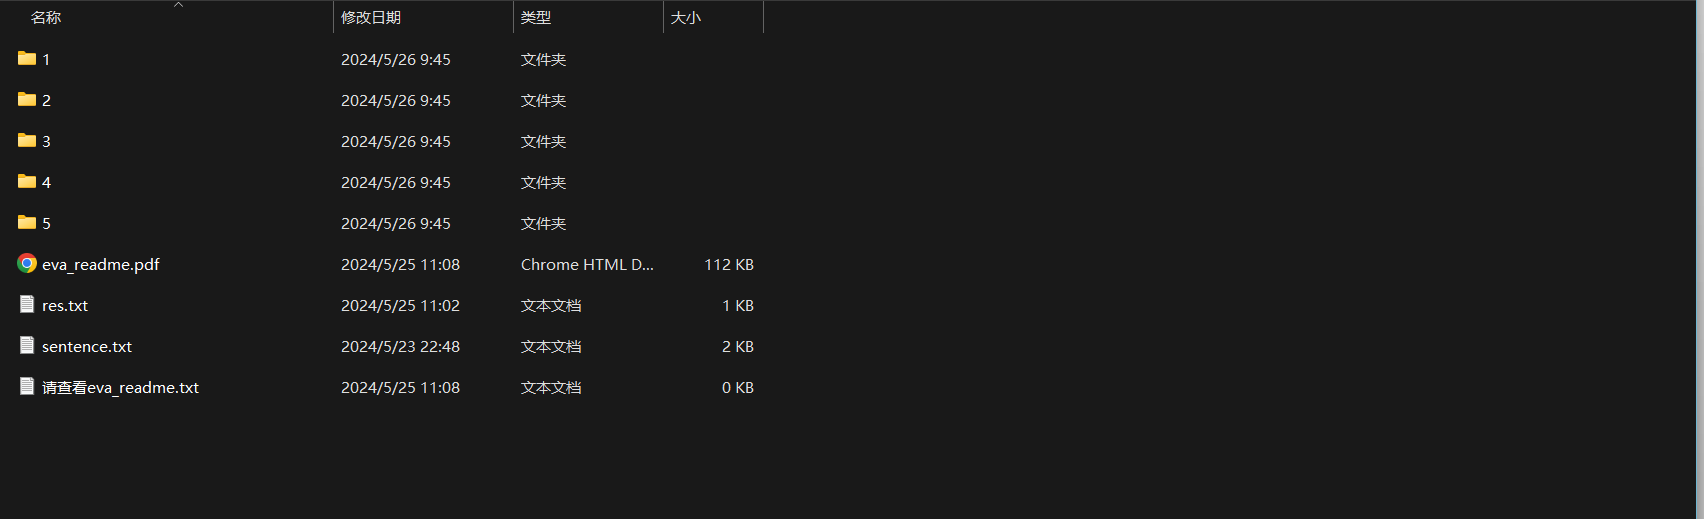 名称 修改日期 类型 大小
1 2024/5/26 9:45 文件夹
2 2024/5/26 9:45 文件夹
3 2024/5/26 9:45 文件夹
4 2024/5/26 9:45 文件夹
5 2024/5/26 9:45 文件夹
eva_readme.pdf 2024/5/25 11:08 Chrome HTML D... 112 KB
res.txt 2024/5/25 11:02 文本文档 1 KB
sentence.txt 2024/5/23 22:48 文本文档 2 KB
请查看eva_readme.txt 2024/5/25 11:08 文本文档 0 KB